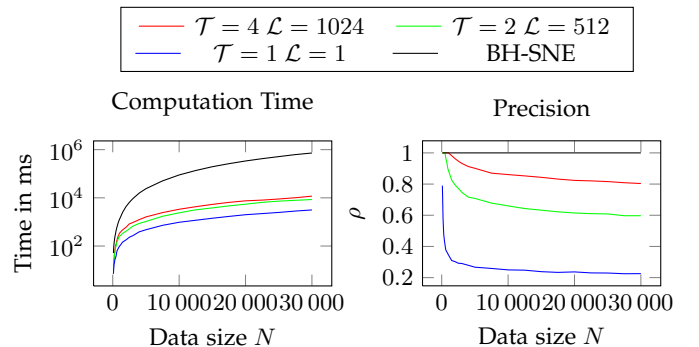 𝒯 = 4 ℒ = 1024 𝒯 = 2 ℒ = 512
𝒯 = 1 ℒ = 1 BH-SNE
Computation Time
Time in ms
10⁶
10⁴
10²
0 10 000 20 000 30 000
Data size N
Precision
ρ
1
0.8
0.6
0.4
0.2
0 10 000 20 000 30 000
Data size N